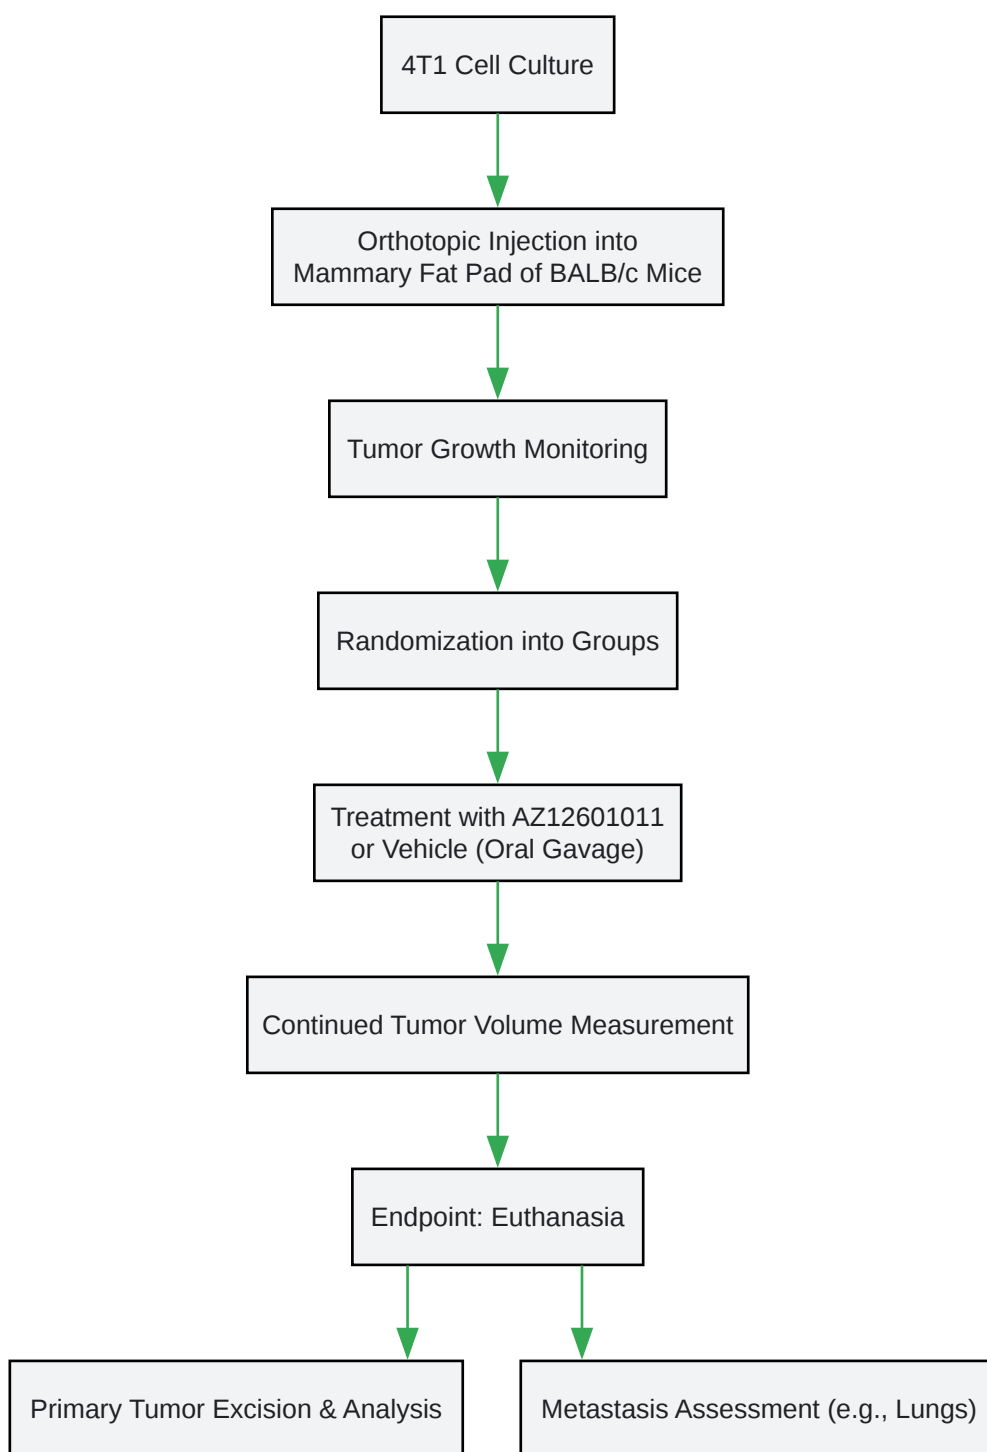 4T1 Cell Culture
Orthotopic Injection into
Mammary Fat Pad of BALB/c Mice
Tumor Growth Monitoring
Randomization into Groups
Treatment with AZ12601011
or Vehicle (Oral Gavage)
Continued Tumor Volume Measurement
Endpoint: Euthanasia
Primary Tumor Excision & Analysis
Metastasis Assessment (e.g., Lungs)